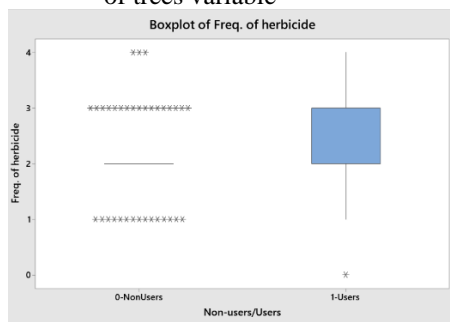 of trees variable
Boxplot of Freq. of herbicide
4
3
2
1
0
Freq. of herbicide
0-NonUsers
1-Users
Non-users/Users